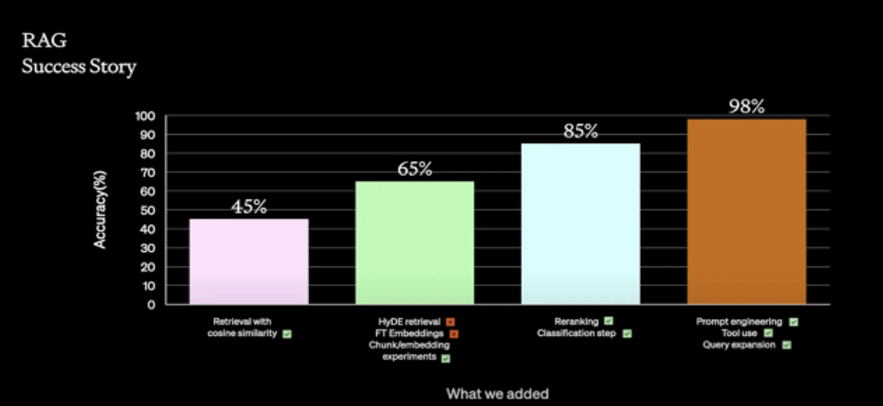 RAG
Success Story
98%
85%
65%
45%
Accuracy(%)
100
90
80
70
60
50
40
30
20
10
0
Retrieval with
cosine similarity
HyDE retrieval
FT Embeddings
Chunk/embedding
experiments
Reranking
Classification step
Prompt engineering
Tool use
Query expansion
What we added